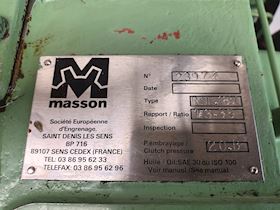 masson
Société Européenne
d'Engrenage.
SAINT DENIS LES SENS
BP 716
89107 SENS CEDEX (FRANCE)
TEL: 03 86 95 62 33
TELEFAX: 03 86 95 62 96
N°
Date
Type
Rapport / Ratio
Inspection
P.embrayage /
Clutch pressure
Huile / Oil:SAE 30 ou ISO 100
Voir manuel / See manual